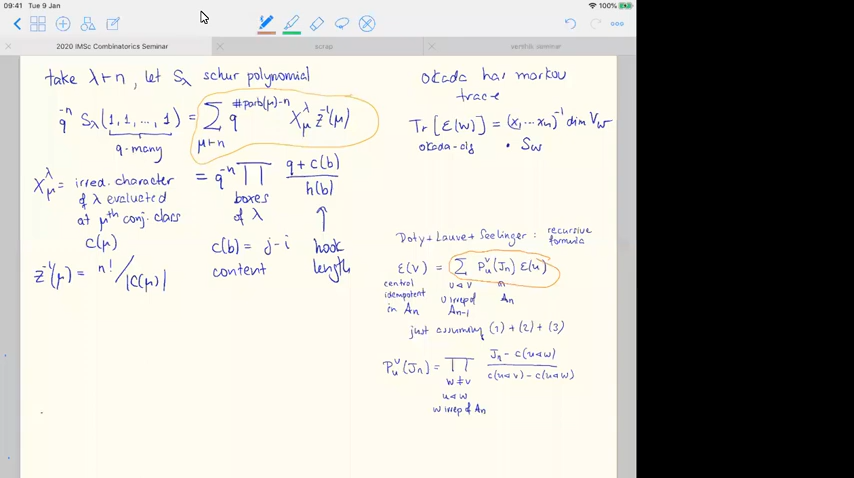 09:41 Tue 9 Jan
100%
2020 IMSc Combinatorics Seminar
scrap
take λ⊢n, let Sλ schur polynomial
q⁻ⁿ Sλ(1,1,...,1) = Σ q^(#parts(μ)-n) X^λ_μ z⁻¹(μ)
q-many
μ⊢n
X^λ_μ = irred. character
of λ evaluated
at μth conj. class
C(μ)
z⁻¹(μ) = n! / |C(μ)|
= q⁻ⁿ ∏ (q + c(b)) / h(b)
boxes
of λ
c(b) = j-i
content
hook
length
Okada has markov
trace
Tr[ε(W)] = (x₁...xₙ)⁻¹ dim V_W
okada-alg
· S_W
Doty + Lauve + Seelinger : recursive
formula
ε(V) = Σ P^V_U(Jₙ) ε(U)
central
idempotent
in Aₙ
U◁V
U irrep of
Aₙ₋₁
Aₙ
just assuming (1)+(2)+(3)
P^V_U(Jₙ) = ∏ (Jₙ - c(U◁W)) / (c(U◁V) - c(U◁W))
W≠V
U◁W
W irrep of Aₙ